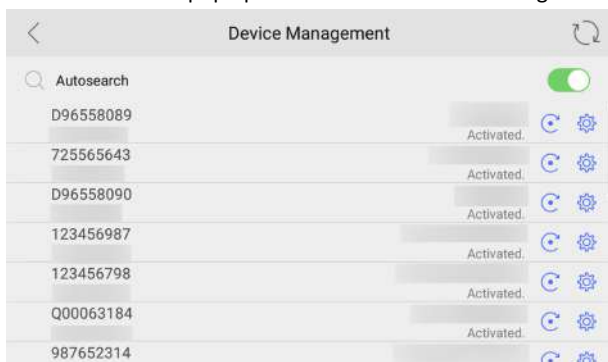 Device Management
Autosearch
D96558089
Activated.
725565643
Activated.
D96558090
Activated.
123456987
Activated.
123456798
Activated.
Q00063184
Activated.
987652314